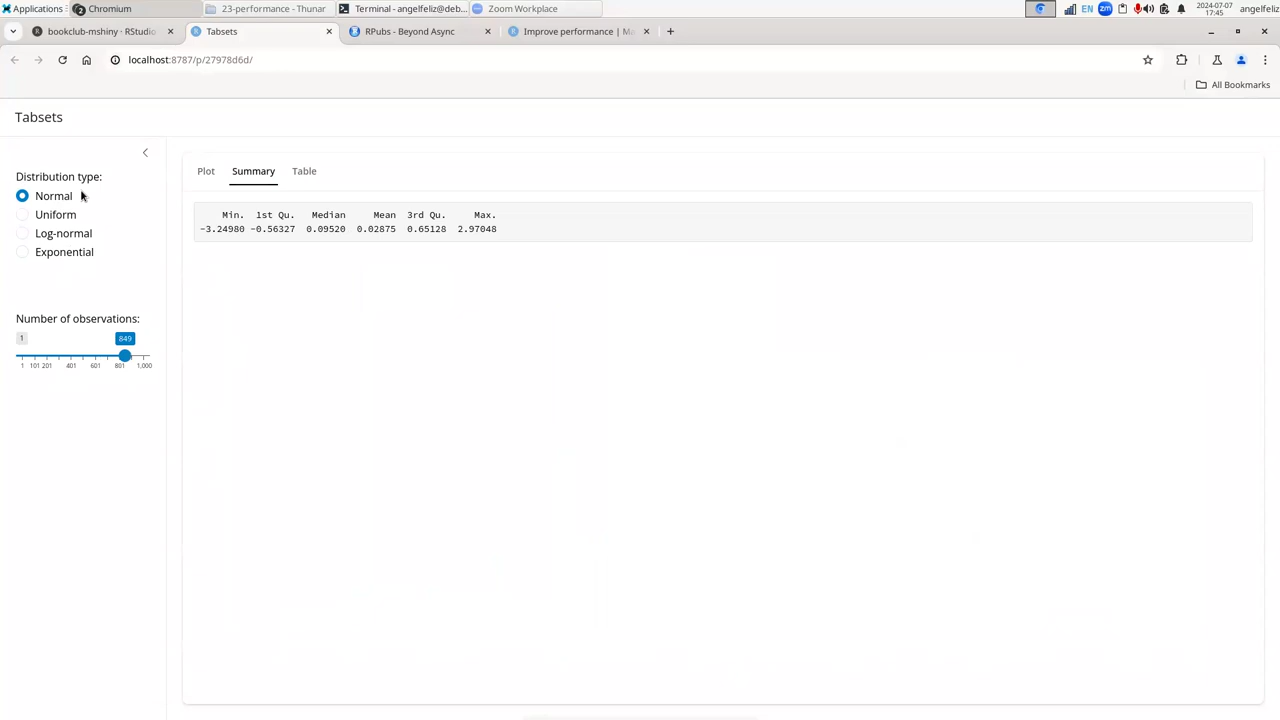 Applications
Chromium
23-performance - Thunar
Terminal - angelfeliz@deb...
Zoom Workplace
EN
zm
2024-07-07
17:45
angelfeliz
bookclub-mshiny · RStudio
Tabsets
RPubs - Beyond Async
Improve performance | Ma
localhost:8787/p/27978d6d/
All Bookmarks
Tabsets
Distribution type:
Normal
Uniform
Log-normal
Exponential
Number of observations:
1
849
1 101 201 401 601 801 1,000
Plot Summary Table
Min. 1st Qu. Median Mean 3rd Qu. Max.
-3.24980 -0.56327 0.09520 0.02875 0.65128 2.97048